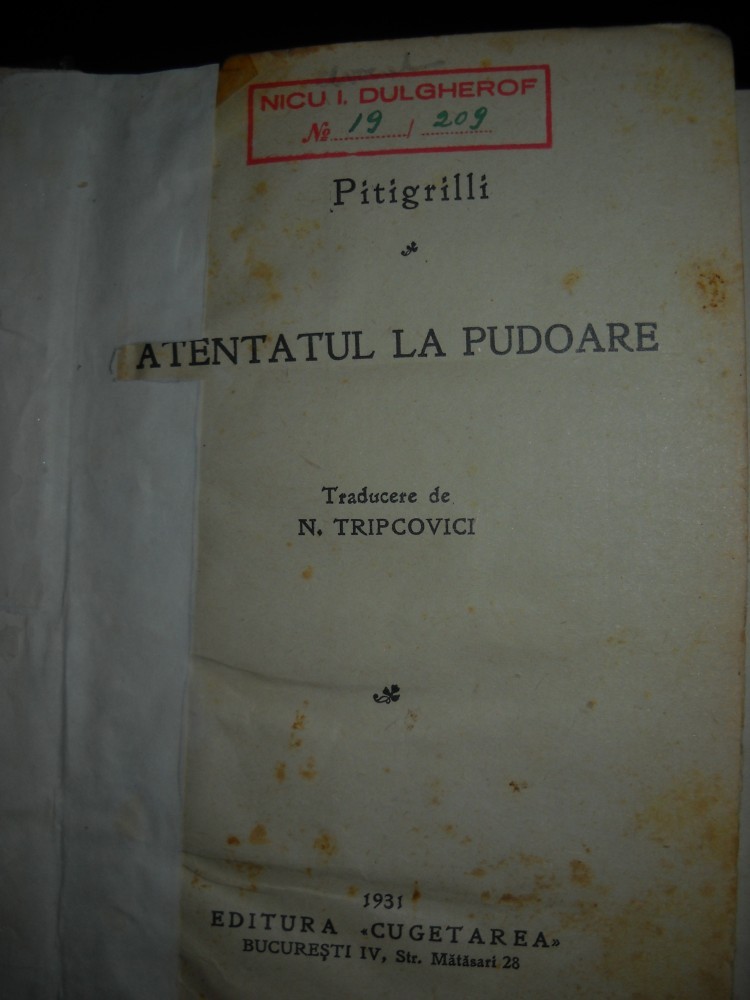 NICU I. DULGHEROF
№ 19 / 209
Pitigrilli
ATENTATUL LA PUDOARE
Traducere de
N. TRIPCOVICI
1931
EDITURA «CUGETAREA»
BUCUREŞTI IV, Str. Mătăsari 28